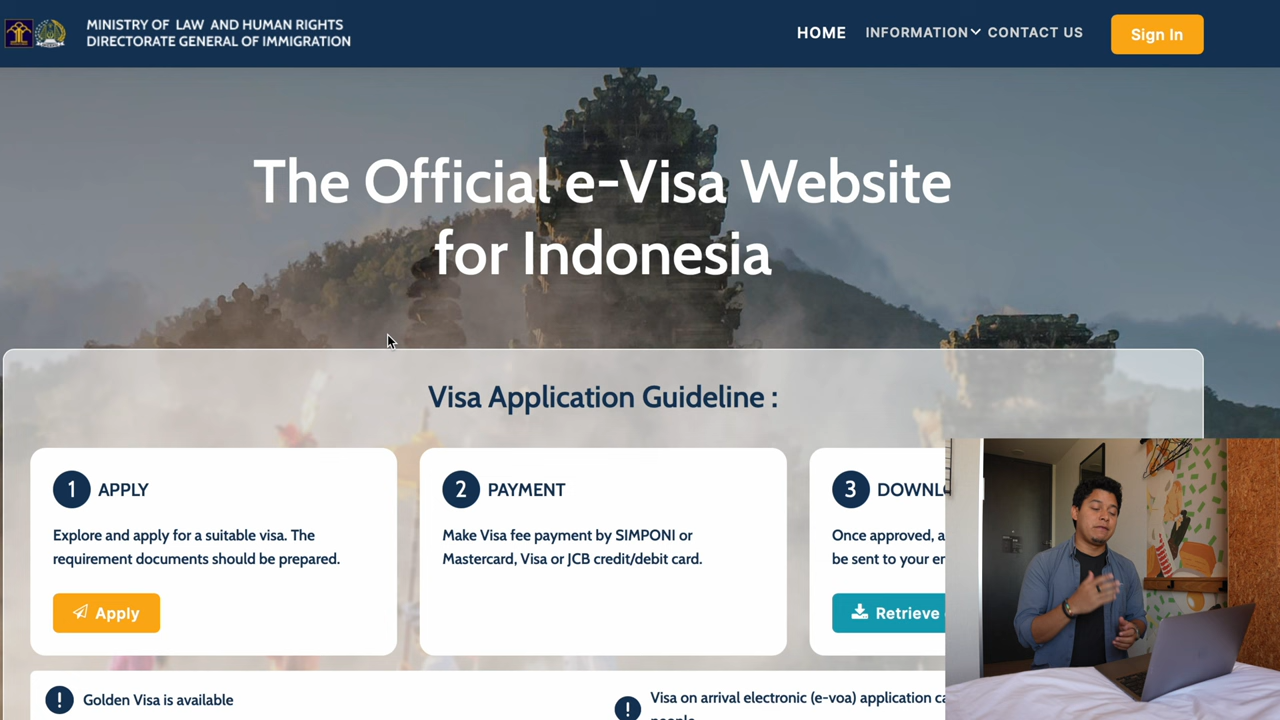 MINISTRY OF LAW AND HUMAN RIGHTS
DIRECTORATE GENERAL OF IMMIGRATION
HOME
INFORMATION
CONTACT US
Sign In
The Official e-Visa Website
for Indonesia
Visa Application Guideline :
1 APPLY
Explore and apply for a suitable visa. The
requirement documents should be prepared.
Apply
2 PAYMENT
Make Visa fee payment by SIMPONI or
Mastercard, Visa or JCB credit/debit card.
3
Once approved, a
be sent to your
Retrieve
! Golden Visa is available
! Visa on arrival electronic (e-voa) application
people